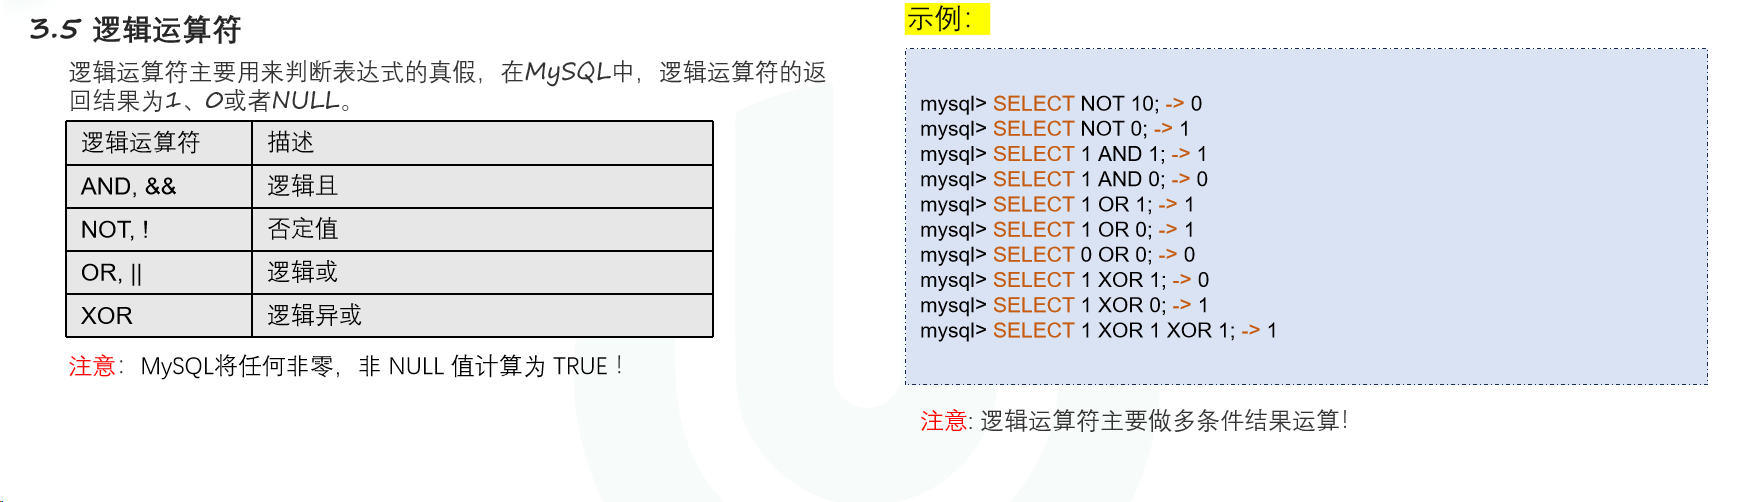 3.5 逻辑运算符
逻辑运算符主要用来判断表达式的真假，在MySQL中，逻辑运算符的返
回结果为1、0或者NULL。
逻辑运算符 描述
AND, && 逻辑且
NOT, ! 否定值
OR, || 逻辑或
XOR 逻辑异或
注意：MySQL将任何非零，非 NULL 值计算为 TRUE！
示例：
mysql> SELECT NOT 10; -> 0
mysql> SELECT NOT 0; -> 1
mysql> SELECT 1 AND 1; -> 1
mysql> SELECT 1 AND 0; -> 0
mysql> SELECT 1 OR 1; -> 1
mysql> SELECT 1 OR 0; -> 1
mysql> SELECT 0 OR 0; -> 0
mysql> SELECT 1 XOR 1; -> 0
mysql> SELECT 1 XOR 0; -> 1
mysql> SELECT 1 XOR 1 XOR 1; -> 1
注意: 逻辑运算符主要做多条件结果运算!